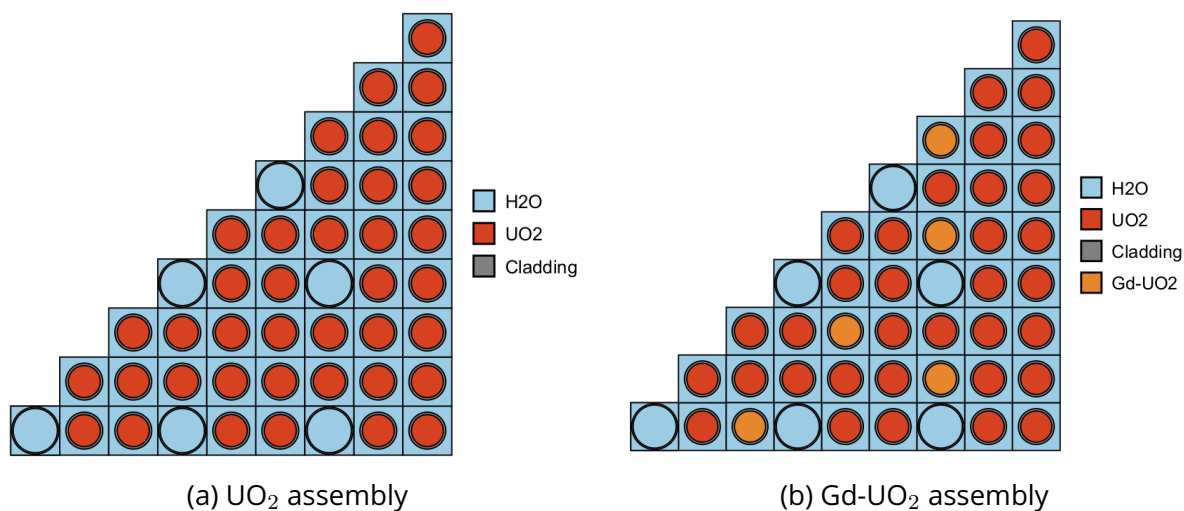 H2O
UO2
Cladding
H2O
UO2
Cladding
Gd-UO2
(a) UO₂ assembly
(b) Gd-UO₂ assembly